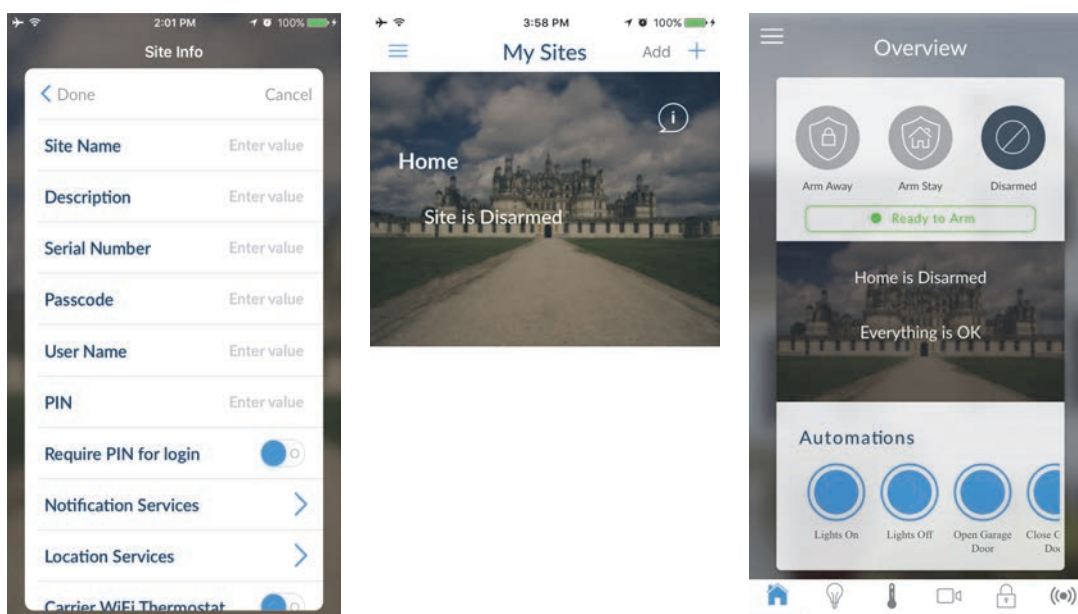 2:01 PM
100%
Site Info
Done
Cancel
Site Name
Enter value
Description
Enter value
Serial Number
Enter value
Passcode
Enter value
User Name
Enter value
PIN
Enter value
Require PIN for login
Notification Services
Location Services
Carrier WiFi Thermostat
3:58 PM
100%
My Sites
Add
i
Home
Site is Disarmed
Overview
Arm Away
Arm Stay
Disarmed
Ready to Arm
Home is Disarmed
Everything is OK
Automations
Lights On
Lights Off
Open Garage
Door